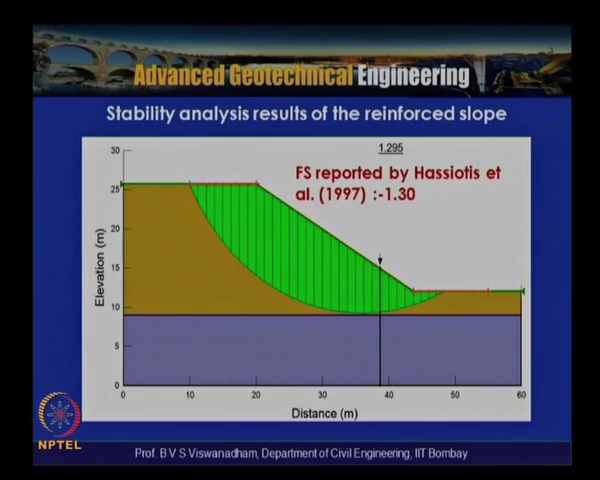 Advanced Geotechnical Engineering
Stability analysis results of the reinforced slope
1.295
FS reported by Hassiotis et
al. (1997) :-1.30
Elevation (m)
30
25
20
15
10
5
0
0 10 20 30 40 50 60
Distance (m)
NPTEL
Prof. B V S Viswanadham, Department of Civil Engineering, IIT Bombay